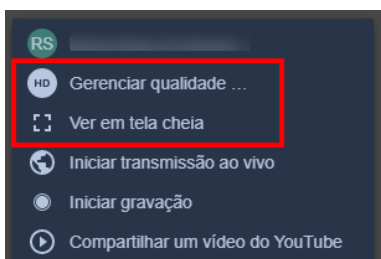 RS
HD Gerenciar qualidade ...
Ver em tela cheia
Iniciar transmissão ao vivo
Iniciar gravação
Compartilhar um vídeo do YouTube